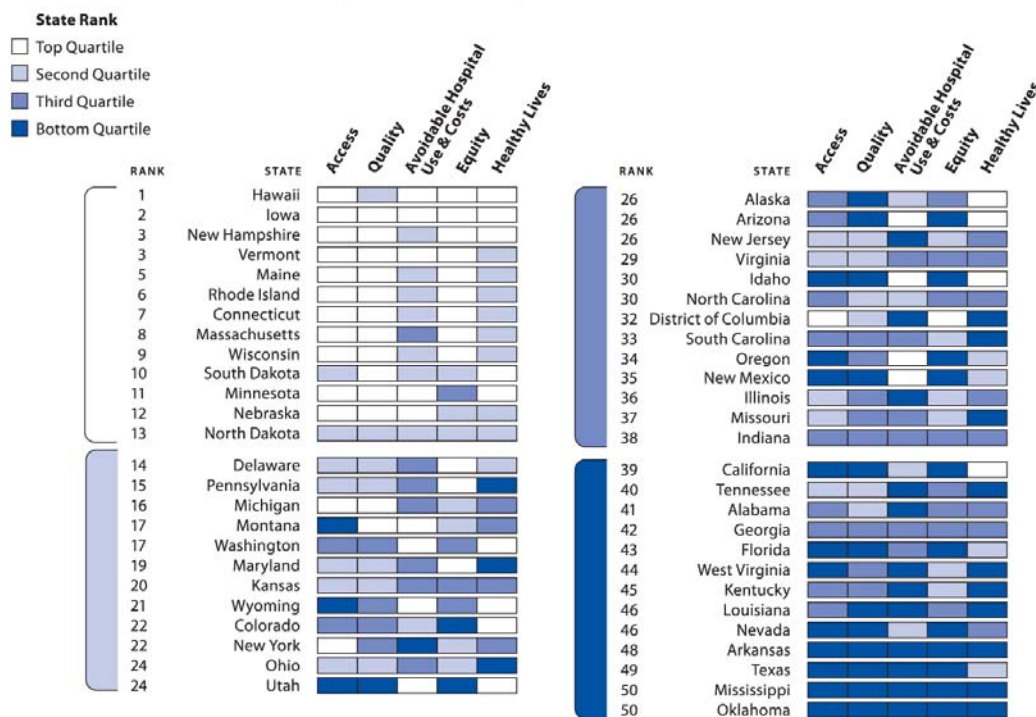 State Rank
Top Quartile
Second Quartile
Third Quartile
Bottom Quartile
RANK
STATE
Access
Quality
Avoidable Hospital
Use & Costs
Equity
Healthy Lives
1 Hawaii
2 Iowa
3 New Hampshire
3 Vermont
5 Maine
6 Rhode Island
7 Connecticut
8 Massachusetts
9 Wisconsin
10 South Dakota
11 Minnesota
12 Nebraska
13 North Dakota
14 Delaware
15 Pennsylvania
16 Michigan
17 Montana
17 Washington
19 Maryland
20 Kansas
21 Wyoming
22 Colorado
22 New York
24 Ohio
24 Utah
RANK
STATE
Access
Quality
Avoidable Hospital
Use & Costs
Equity
Healthy Lives
26 Alaska
26 Arizona
26 New Jersey
29 Virginia
30 Idaho
30 North Carolina
32 District of Columbia
33 South Carolina
34 Oregon
35 New Mexico
36 Illinois
37 Missouri
38 Indiana
39 California
40 Tennessee
41 Alabama
42 Georgia
43 Florida
44 West Virginia
45 Kentucky
46 Louisiana
46 Nevada
48 Arkansas
49 Texas
50 Mississippi
50 Oklahoma